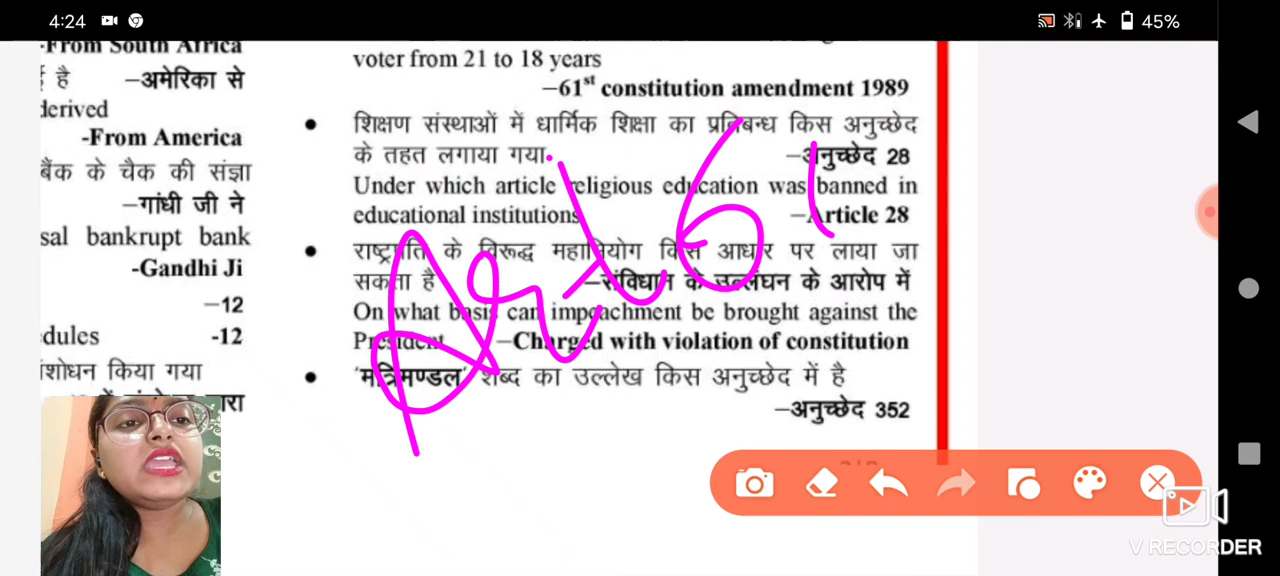 4:24
45%
-From South Africa
ई है –अमेरिका से
derived
-From America
बैंक के चैक की संज्ञा
–गांधी जी ने
sal bankrupt bank
-Gandhi Ji
–12
dules -12
शोधन किया गया
voter from 21 to 18 years
–61st constitution amendment 1989
• शिक्षण संस्थाओं में धार्मिक शिक्षा का प्रतिबन्ध किस अनुच्छेद
के तहत लगाया गया. –अनुच्छेद 28
Under which article religious education was banned in
educational institutions –Article 28
• राष्ट्रपति के विरूद्ध महाभियोग किस आधार पर लाया जा
सकता है –संविधान के उल्लंघन के आरोप में
On what basis can impeachment be brought against the
President –Charged with violation of constitution
• 'मंत्रिमण्डल' शब्द का उल्लेख किस अनुच्छेद में है
–अनुच्छेद 352
Art 61
V RECORDER